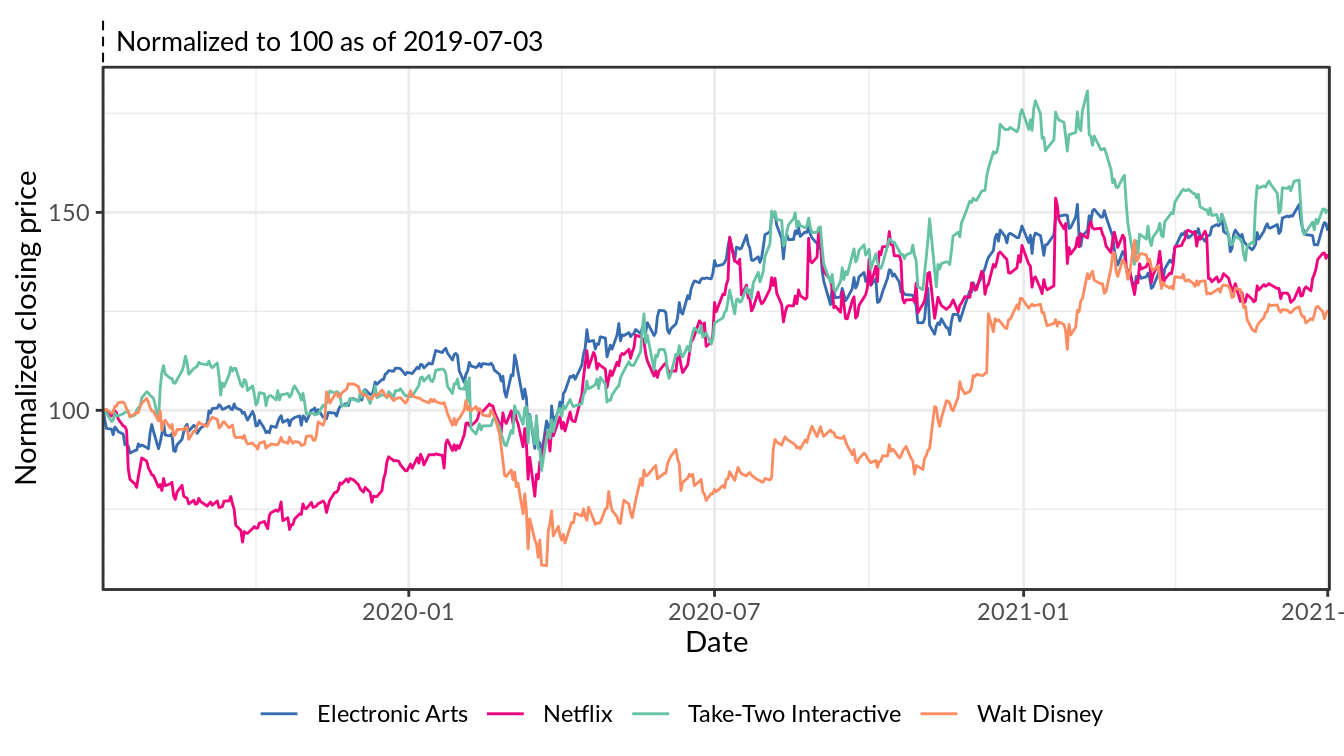 Normalized to 100 as of 2019-07-03
Normalized closing price
150
100
2020-01
2020-07
2021-01
2021-
Date
Electronic Arts
Netflix
Take-Two Interactive
Walt Disney